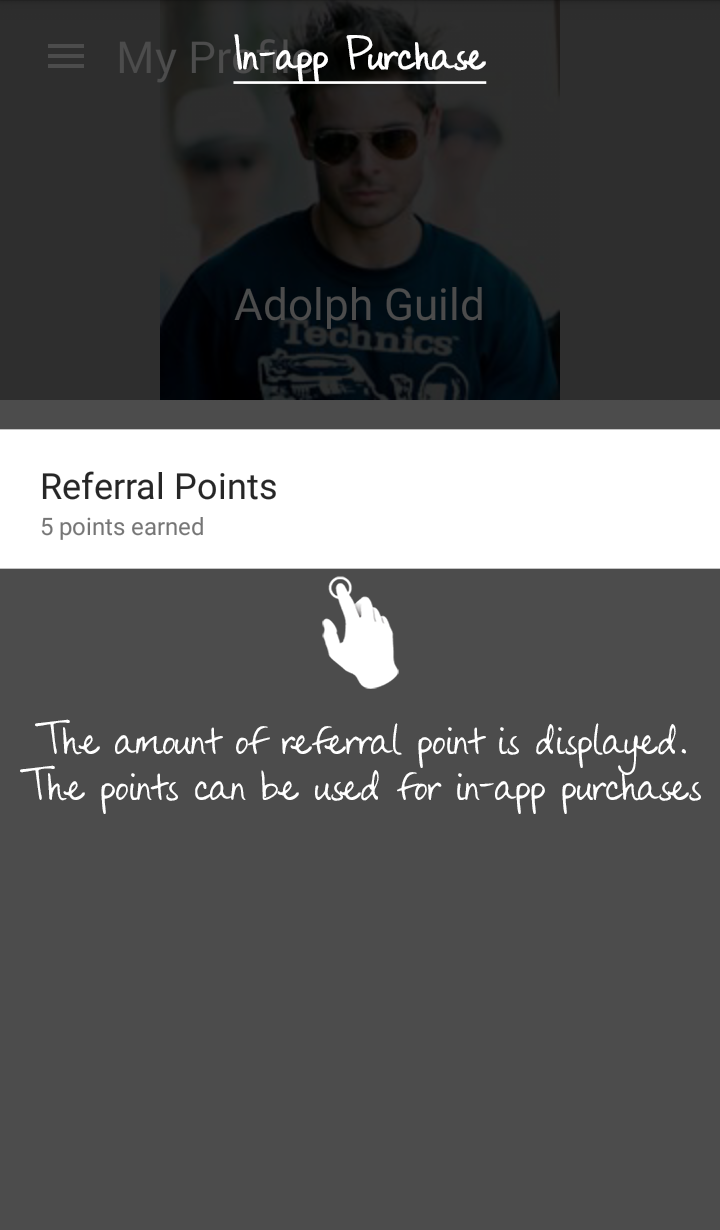 In-app Purchase
My Profile
Adolph Guild
Technics
Referral Points
5 points earned
The amount of referral point is displayed.
The points can be used for in-app purchases